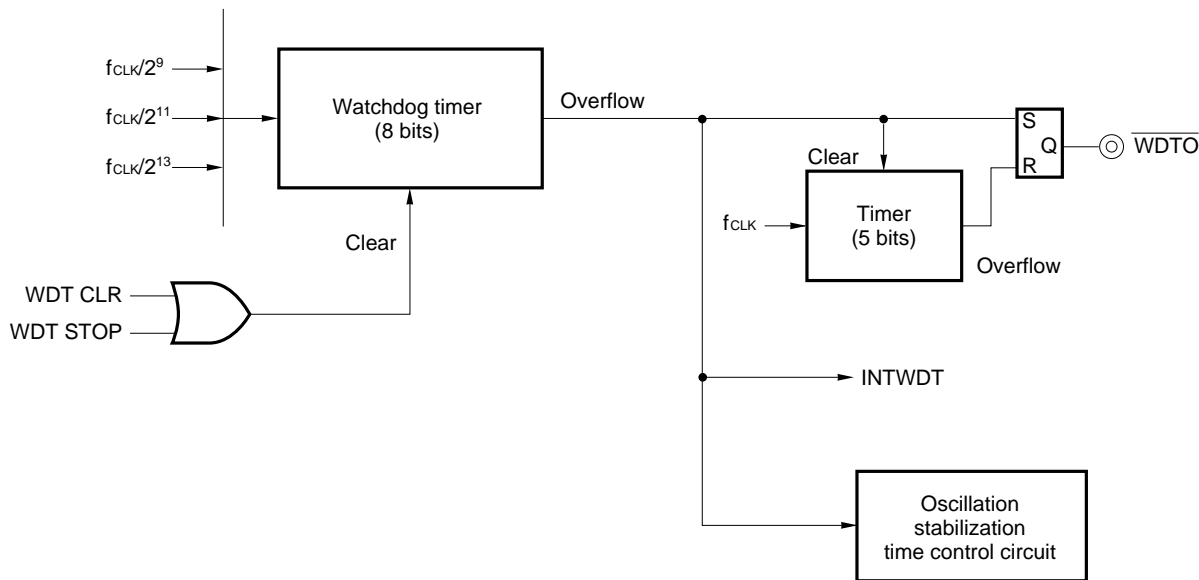 fCLK/2⁹
fCLK/2¹¹
fCLK/2¹³
Watchdog timer
(8 bits)
Overflow
Clear
WDT CLR
WDT STOP
Clear
fCLK
Timer
(5 bits)
Overflow
S
Q
R
W̅D̅T̅O̅
INTWDT
Oscillation
stabilization
time control circuit